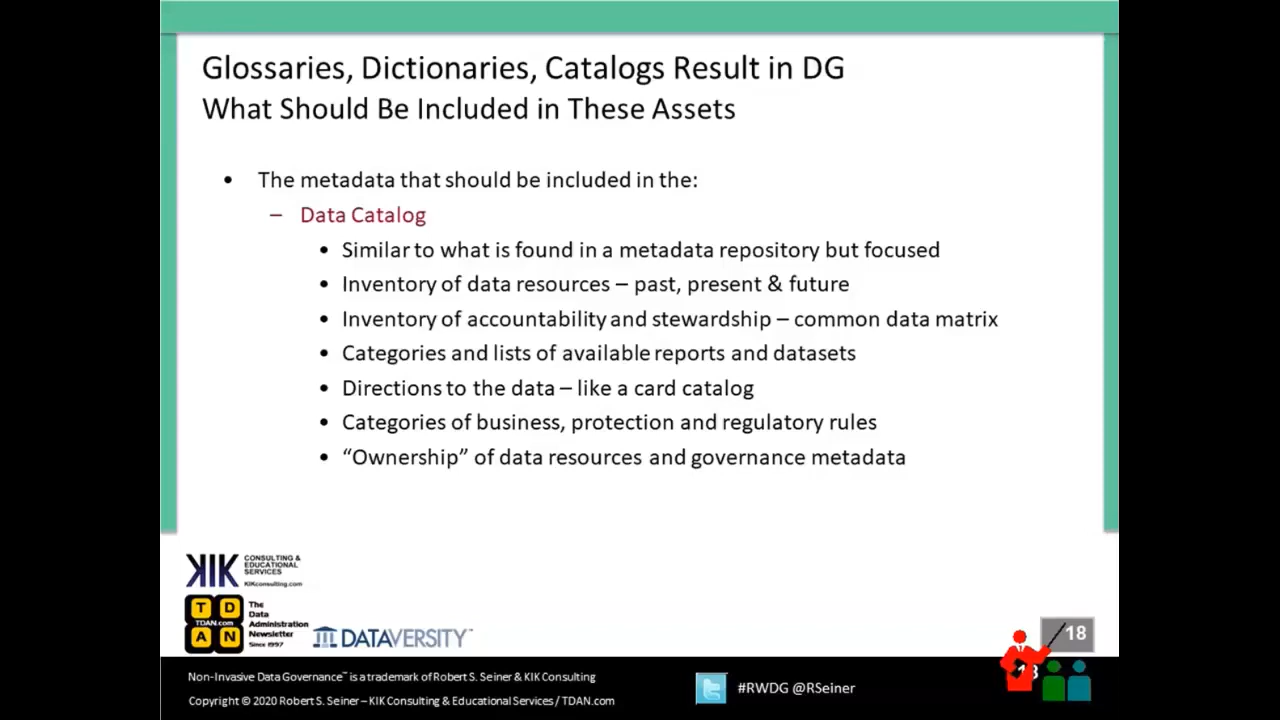 Glossaries, Dictionaries, Catalogs Result in DG
What Should Be Included in These Assets
• The metadata that should be included in the:
– Data Catalog
• Similar to what is found in a metadata repository but focused
• Inventory of data resources – past, present & future
• Inventory of accountability and stewardship – common data matrix
• Categories and lists of available reports and datasets
• Directions to the data – like a card catalog
• Categories of business, protection and regulatory rules
• “Ownership” of data resources and governance metadata
KIK CONSULTING &
EDUCATIONAL
SERVICES
KIKconsulting.com
T D
TDAN.com
A N
The
Data
Administration
Newsletter
Since 1997
DATAVERSITY™
18
Non-Invasive Data Governance™ is a trademark of Robert S. Seiner & KIK Consulting
Copyright © 2020 Robert S. Seiner – KIK Consulting & Educational Services / TDAN.com
#RWDG @RSeiner